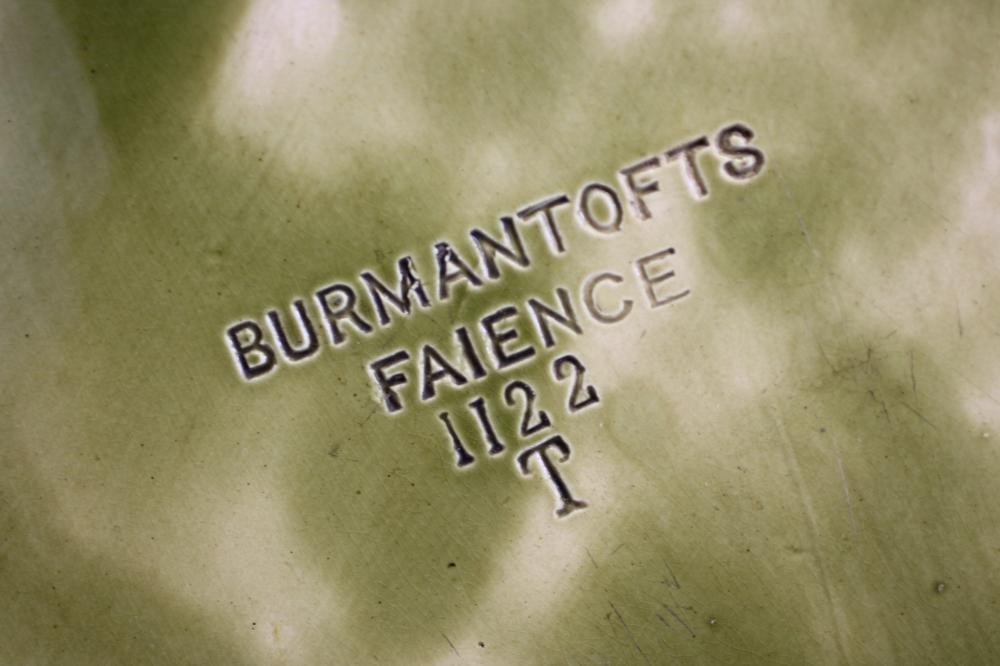 BURMANTOFTS
FAIENCE
1122
T